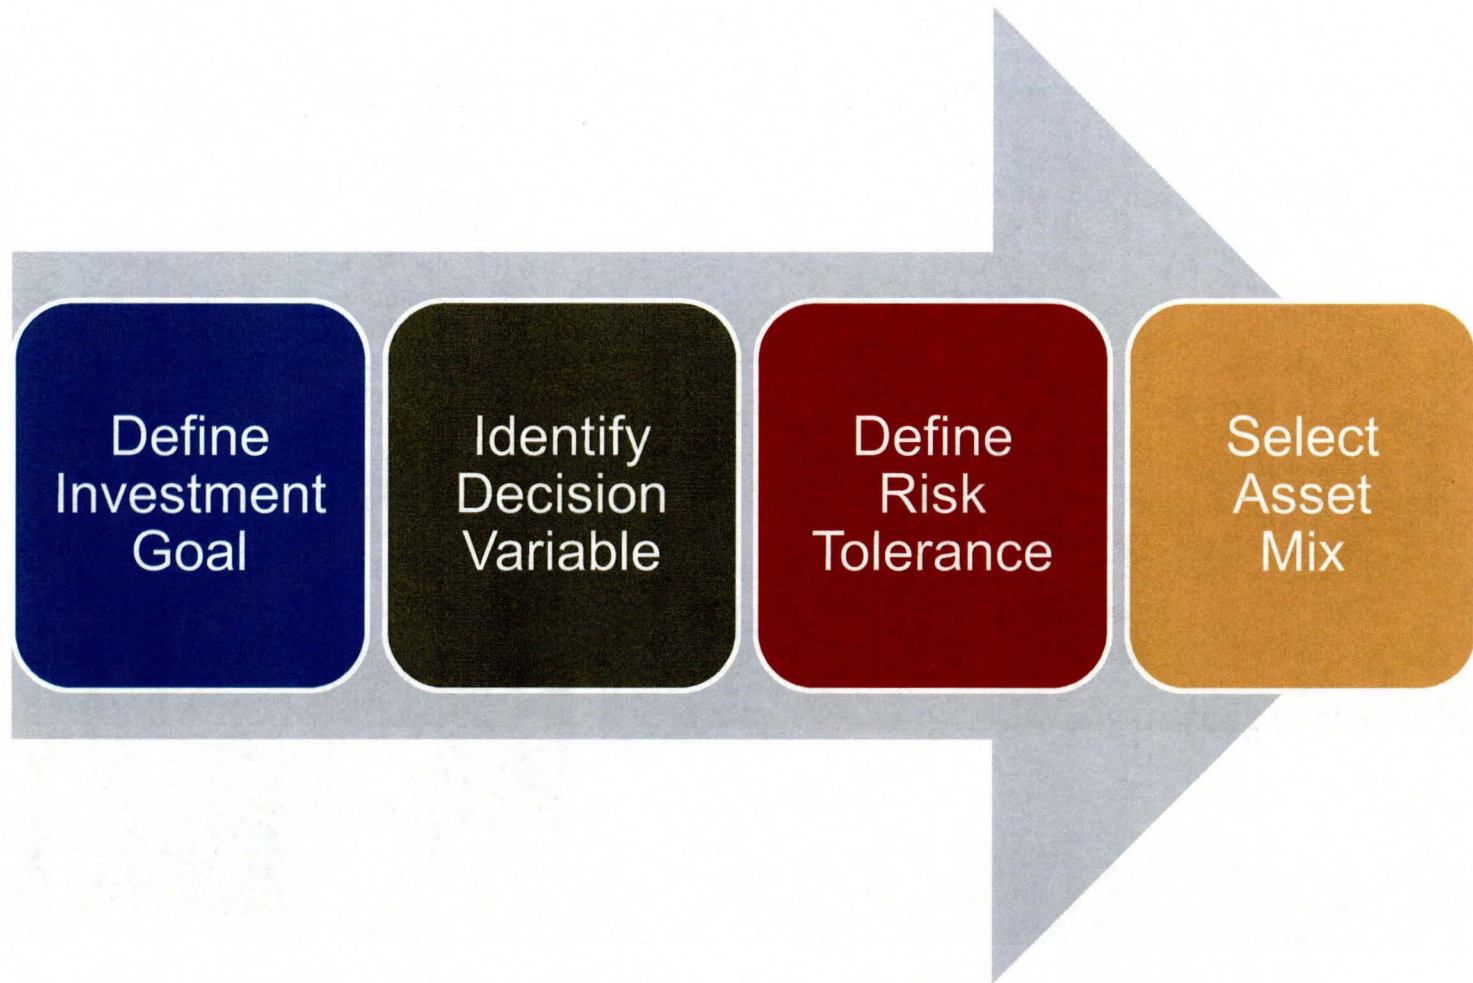 Define
Investment
Goal
Identify
Decision
Variable
Define
Risk
Tolerance
Select
Asset
Mix